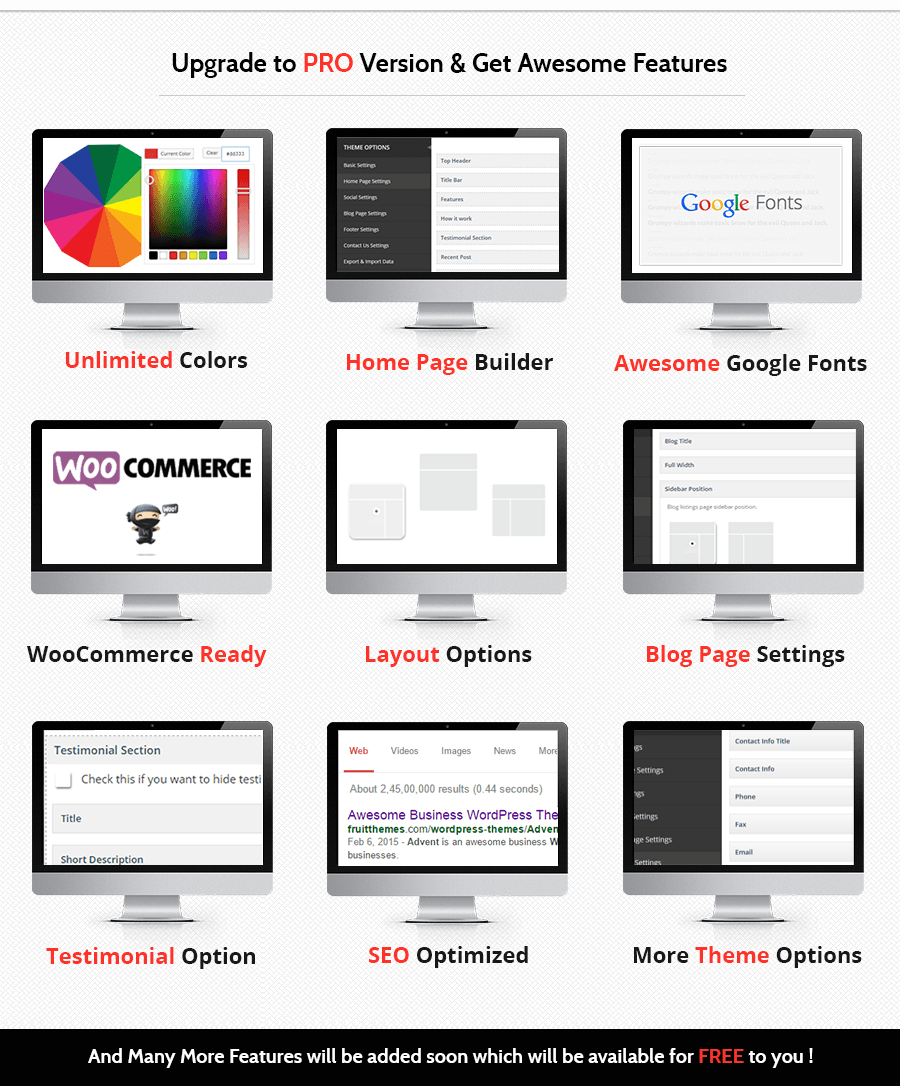 Upgrade to PRO Version & Get Awesome Features
Current Color
Clear
#dd3333
Unlimited Colors
THEME OPTIONS
Basic Settings
Home Page Settings
Social Settings
Blog Page Settings
Footer Settings
Contact Us Settings
Export & Import Data
Top Header
Title Bar
Features
How it work
Testimonial Section
Recent Post
Home Page Builder
Google Fonts
Awesome Google Fonts
WOO COMMERCE
WOO!
WooCommerce Ready
Layout Options
Blog Title
Full Width
Sidebar Position
Blog listings page sidebar position.
Blog Page Settings
Testimonial Section
Check this if you want to hide testi
Title
Short Description
Testimonial Option
Web Videos Images News More
About 2,45,00,000 results (0.44 seconds)
Awesome Business WordPress The
fruitthemes.com/wordpress-themes/Adven
Feb 6, 2015 - Advent is an awesome business W
businesses.
SEO Optimized
gs
Settings
ngs
Settings
ge Settings
Settings
Contact Info Title
Contact Info
Phone
Fax
Email
More Theme Options
And Many More Features will be added soon which will be available for FREE to you !